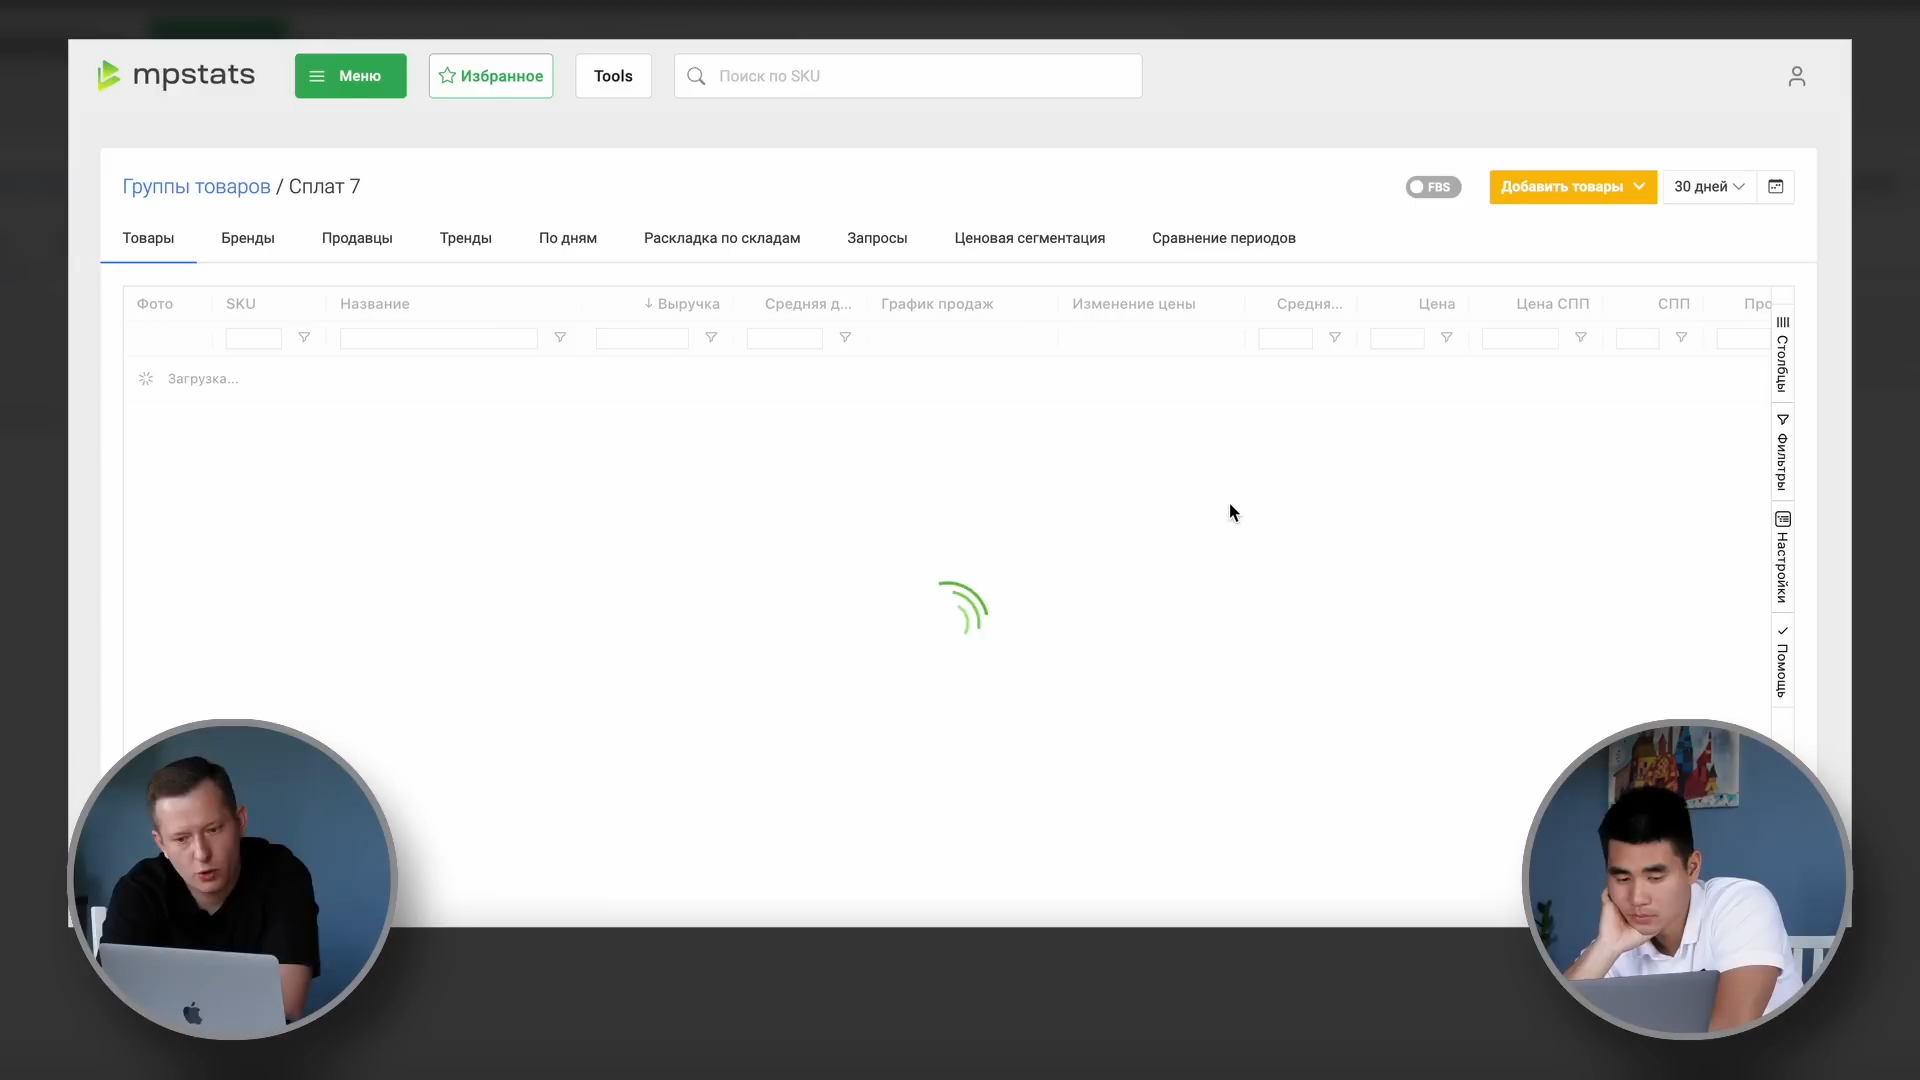 mpstats
Меню
Избранное
Tools
Поиск по SKU
Группы товаров / Сплат 7
FBS
Добавить товары
30 дней
Товары
Бренды
Продавцы
Тренды
По дням
Раскладка по складам
Запросы
Ценовая сегментация
Сравнение периодов
Фото
SKU
Название
Выручка
Средняя д...
График продаж
Изменение цены
Средня...
Цена
Цена СПП
СПП
Про
Загрузка...
Столбцы
Фильтры
Настройки
Помощь